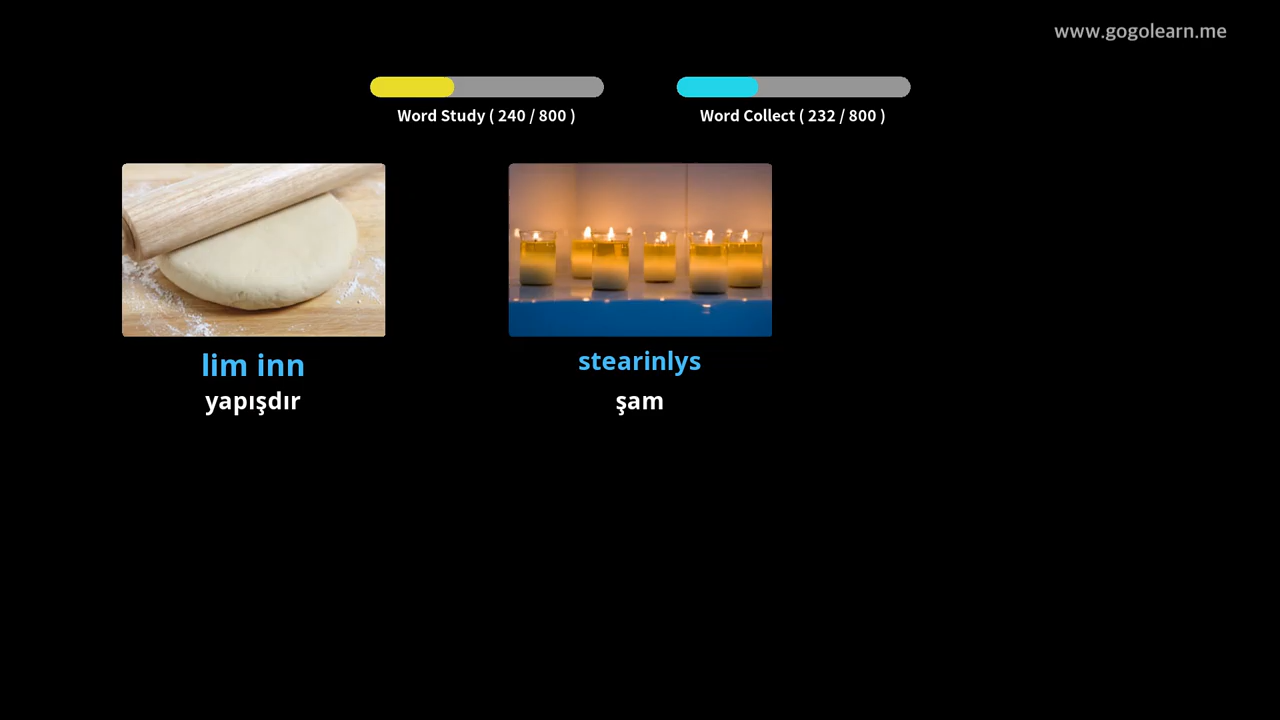 www.gogolearn.me
Word Study ( 240 / 800 )
Word Collect ( 232 / 800 )
lim inn
yapışdır
stearinlys
şam